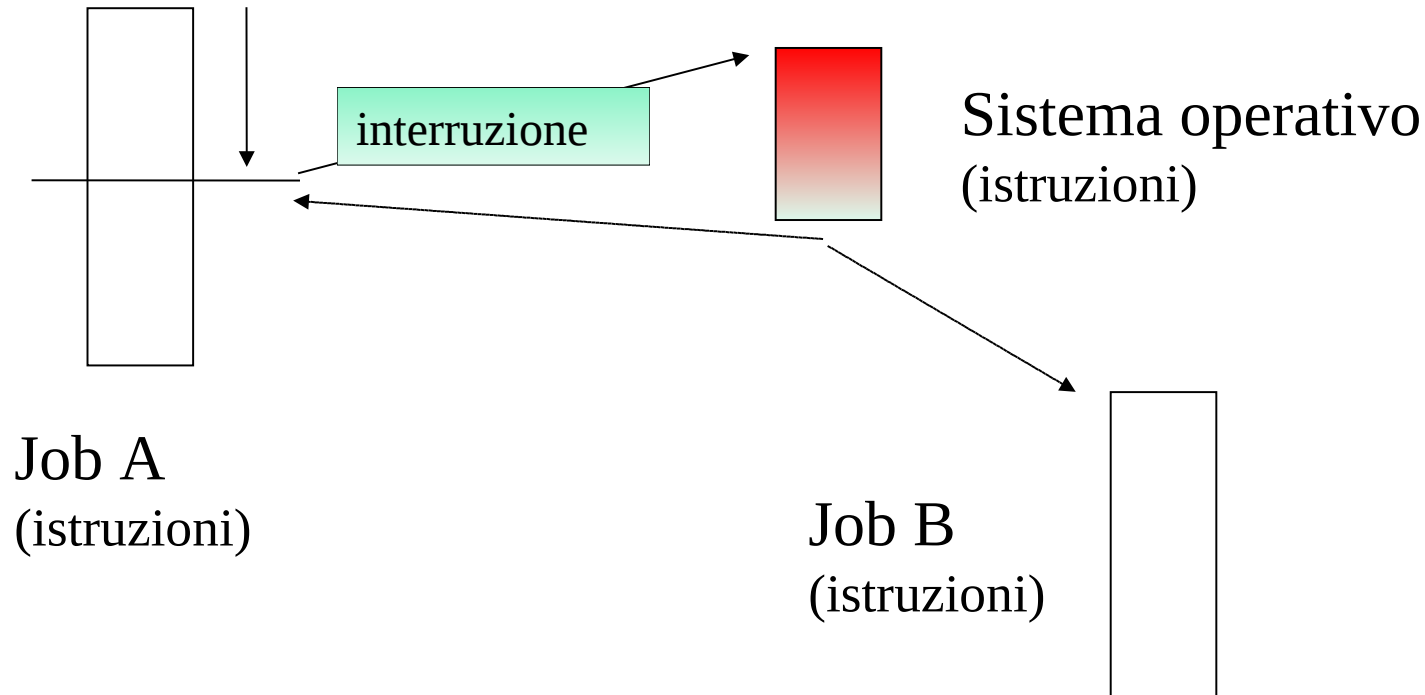 interruzione
Sistema operativo
(istruzioni)
Job A
(istruzioni)
Job B
(istruzioni)